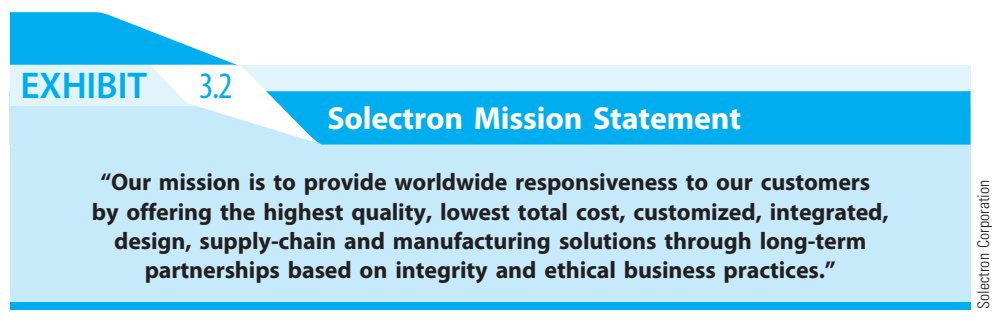 EXHIBIT 3.2
Solectron Mission Statement
“Our mission is to provide worldwide responsiveness to our customers
by offering the highest quality, lowest total cost, customized, integrated,
design, supply-chain and manufacturing solutions through long-term
partnerships based on integrity and ethical business practices.”
Solectron Corporation